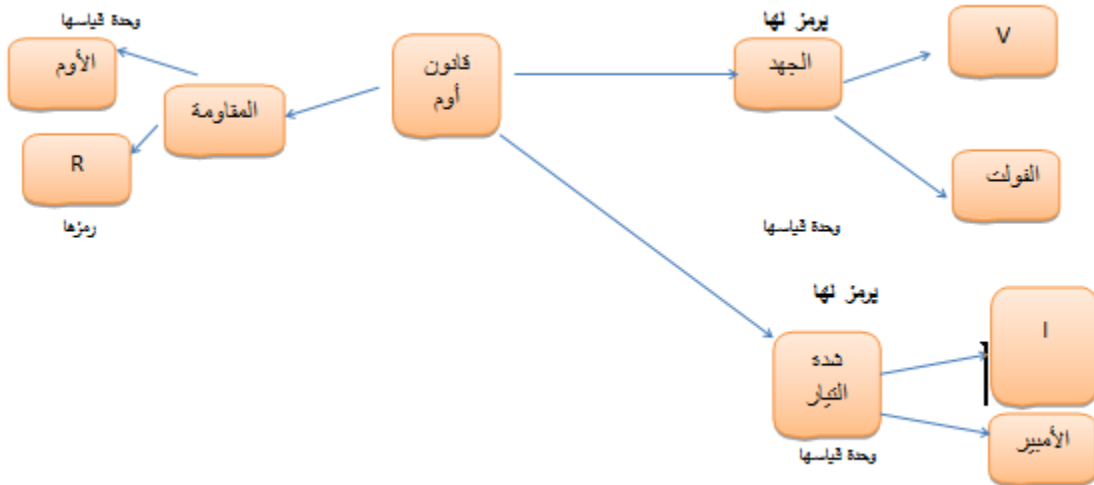 قانون
أوم
يرمز لها
الجهد
V
الفولت
وحدة قياسها
يرمز لها
شدة
التيار
I
الأمبير
وحدة قياسها
المقاومة
وحدة قياسها
الأوم
R
رمزها